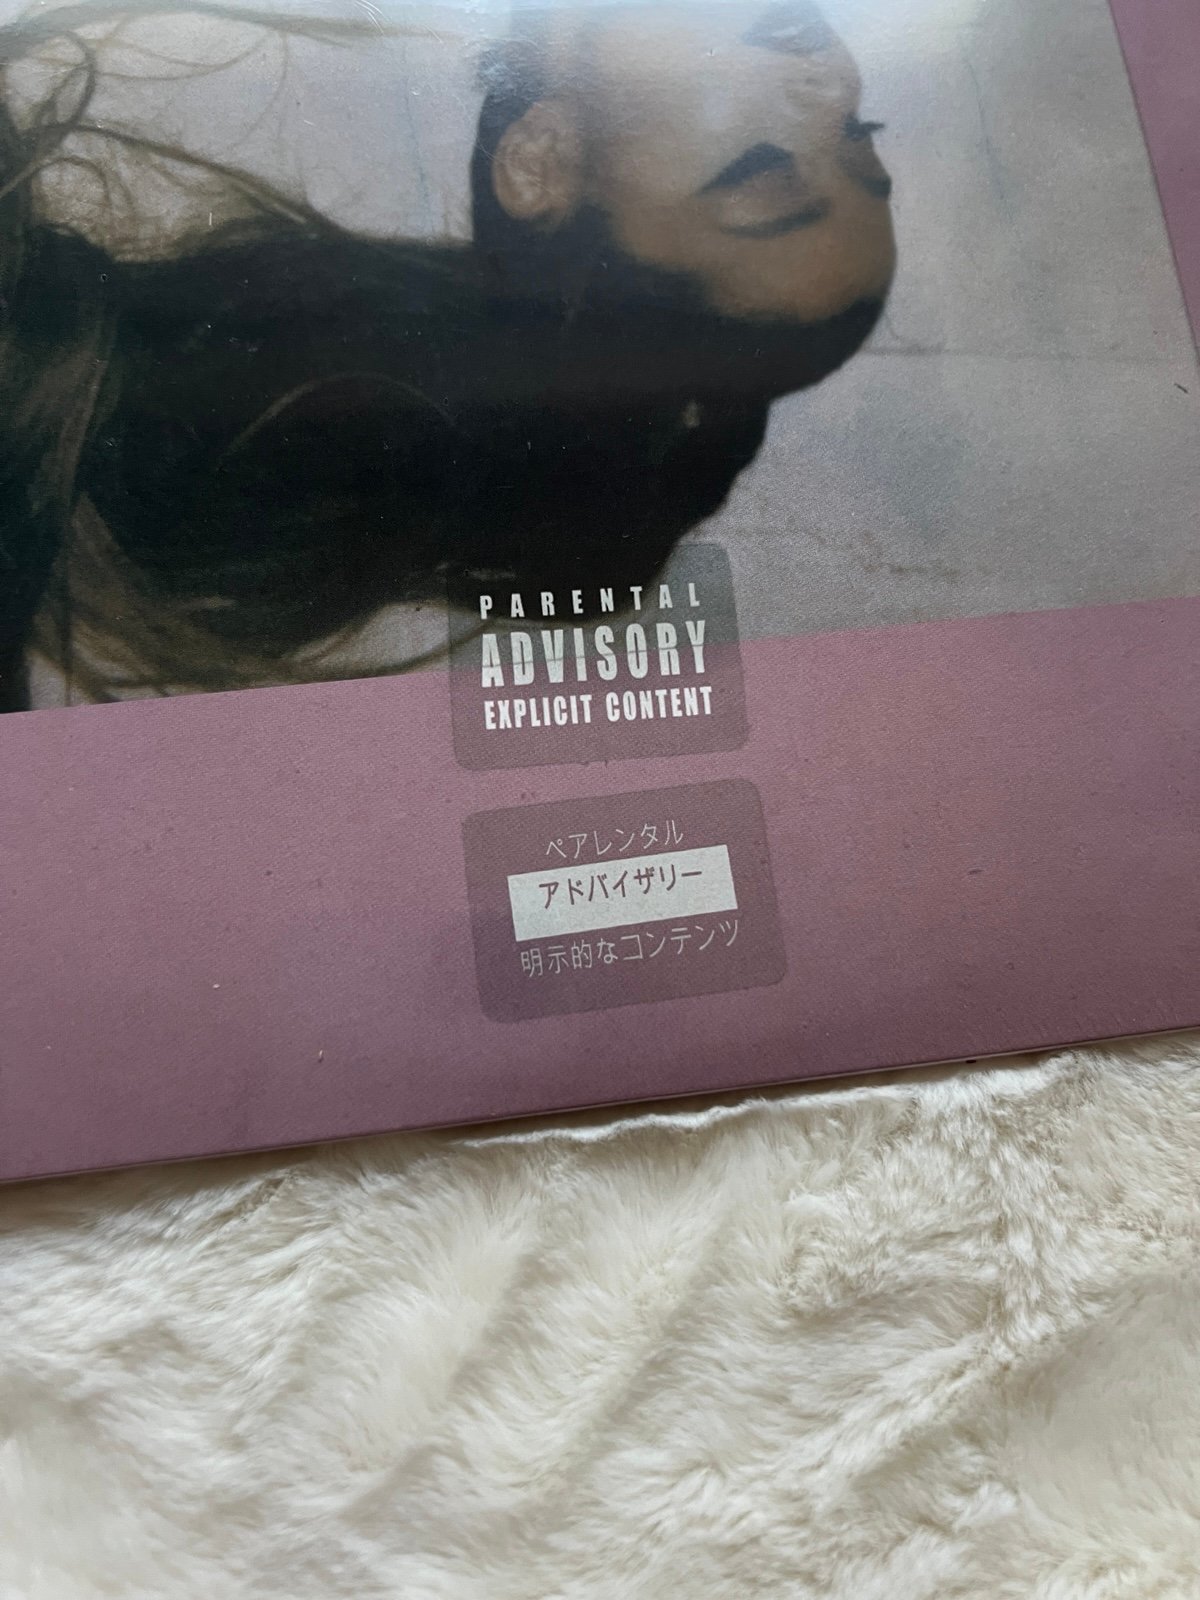 PARENTAL
ADVISORY
EXPLICIT CONTENT
ペアレンタル
アドバイザリー
明示的なコンテンツ